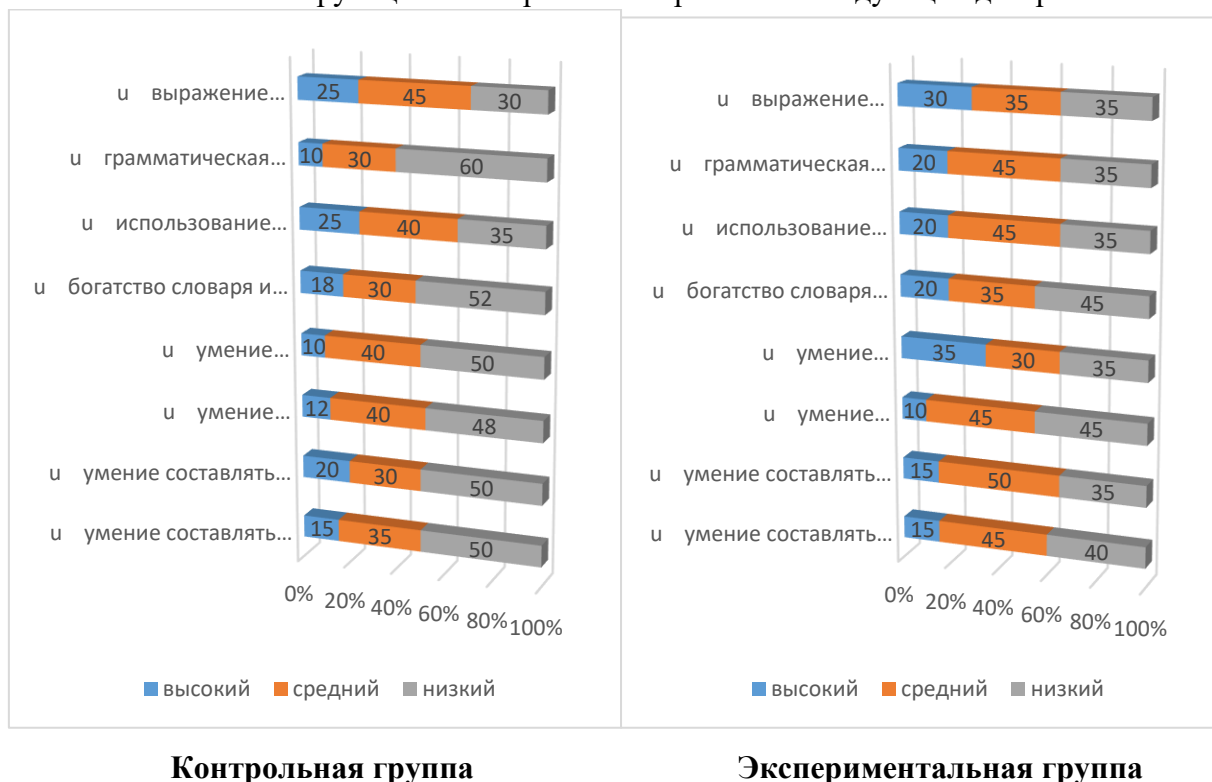 и выражение... 25 45 30
и грамматическая... 10 30 60
и использование... 25 40 35
и богатство словаря и... 18 30 52
и умение... 10 40 50
и умение... 12 40 48
и умение составлять... 20 30 50
и умение составлять... 15 35 50
0% 20% 40% 60% 80% 100%
высокий средний низкий
и выражение... 30 35 35
и грамматическая... 20 45 35
и использование... 20 45 35
и богатство словаря... 20 35 45
и умение... 35 30 35
и умение... 10 45 45
и умение составлять... 15 50 35
и умение составлять... 15 45 40
0% 20% 40% 60% 80% 100%
высокий средний низкий
Контрольная группа
Экспериментальная группа